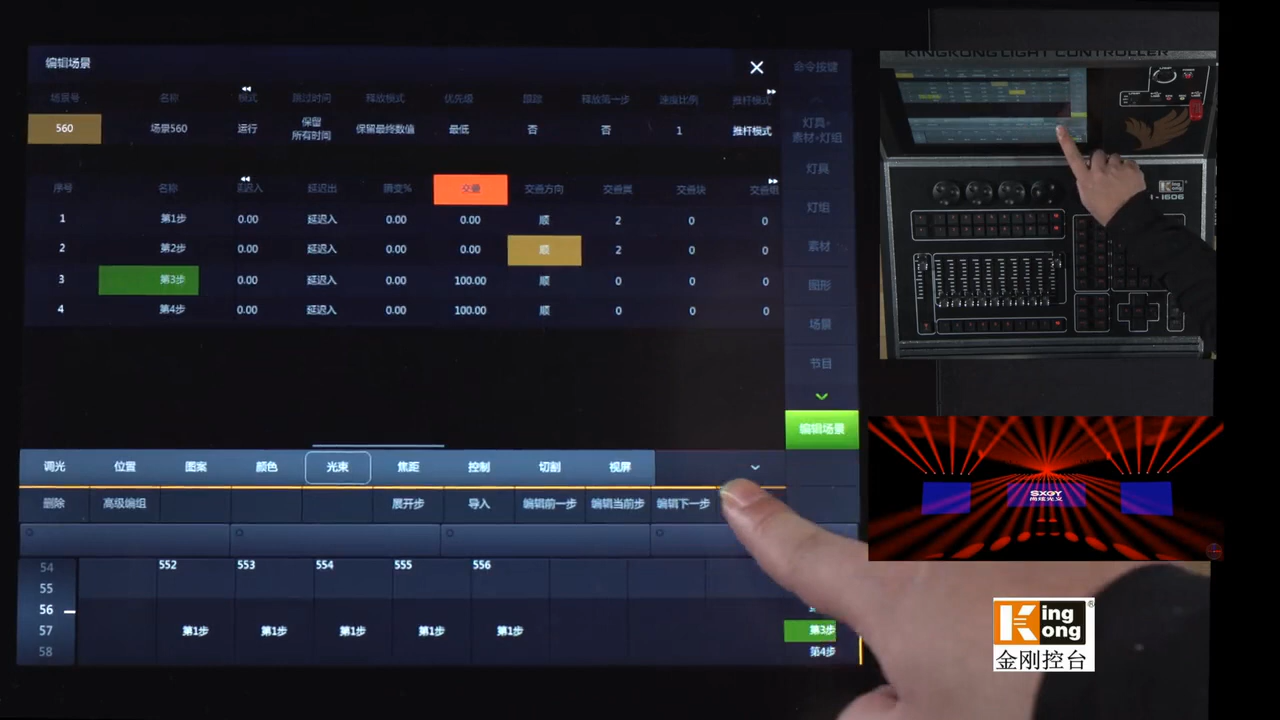 编辑场景
命令按键
场景号 名称 模式 跳过时间 释放模式 优先级 跟踪 释放第一步 速度比例 推杆模式
560 场景560 运行 保留 所有时间 保留最终数值 最低 否 否 1 推杆模式
序号 名称 延迟入 延迟出 交叠 交叠方向 交叠翼 交叠块 交叠组
1 第1步 0.00 延迟入 0.00 0.00 顺 2 0 0
2 第2步 0.00 延迟入 0.00 0.00 顺 2 0 0
3 第3步 0.00 延迟入 0.00 100.00 顺 0 0 0
4 第4步 0.00 延迟入 0.00 100.00 顺 0 0 0
灯具+
素材+灯组
灯具
灯组
素材
图形
场景
节目
编辑场景
调光 位置 图案 颜色 光束 焦距 控制 切割 视屏
删除 高级编组 展开步 导入 编辑前一步 编辑当前步 编辑下一步
54 552 553 554 555 556
55
56
57 第1步 第1步 第1步 第1步 第1步 第3步
58 第4步
KINGKONG LIGHT CONTROLLER
King Kong
1606
SXGY
King
Kong
®
金刚控台